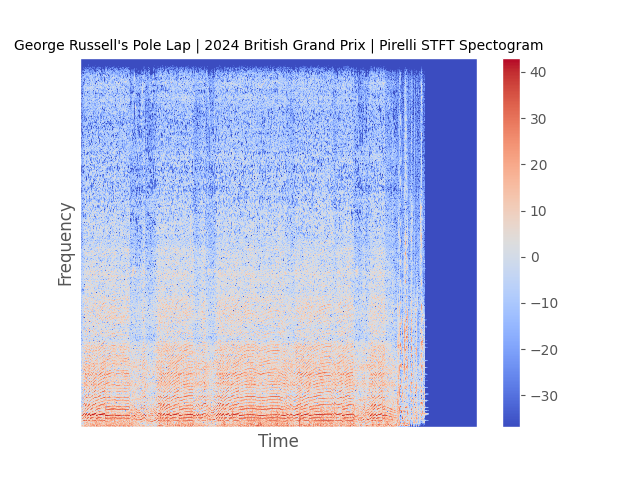 George Russell's Pole Lap | 2024 British Grand Prix | Pirelli STFT Spectogram
Frequency
Time
40
30
20
10
0
−10
−20
−30